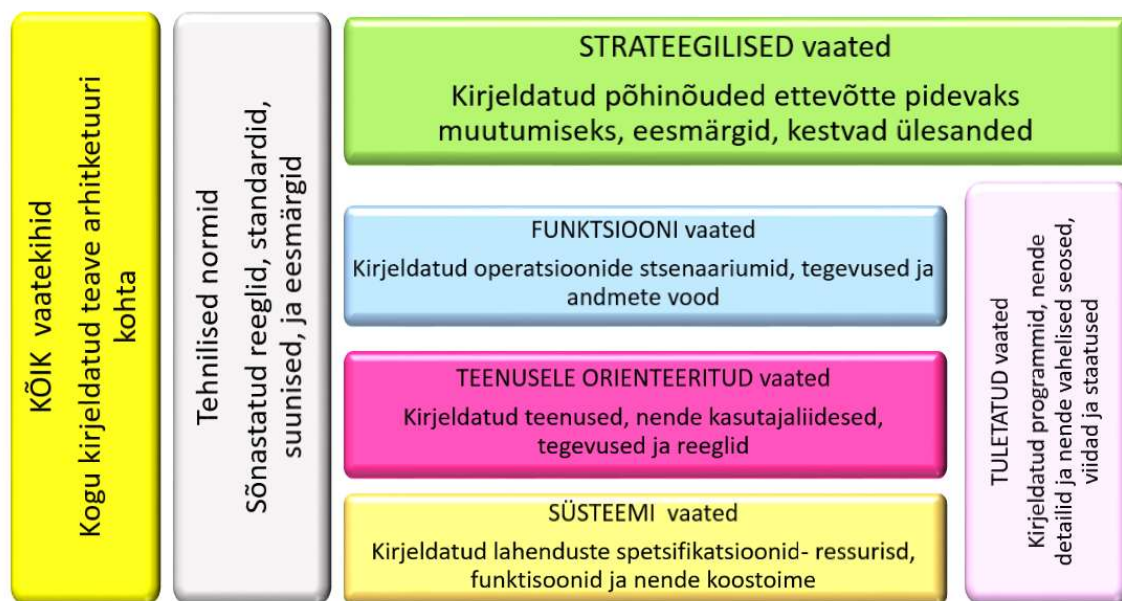 KÕIK vaatekihid
Kogu kirjeldatud teave arhitketuuri
kohta
Tehnilised normid
Sõnastatud reeglid, standardid,
suunised, ja eesmärgid
STRATEEGILISED vaated
Kirjeldatud põhinõuded ettevõtte pidevaks
muutumiseks, eesmärgid, kestvad ülesanded
FUNKTSIOONI vaated
Kirjeldatud operatsioonide stsenaariumid, tegevused ja
andmete vood
TEENUSELE ORIENTEERITUD vaated
Kirjeldatud teenused, nende kasutajaliidesed,
tegevused ja reeglid
SÜSTEEMI vaated
Kirjeldatud lahenduste spetsifikatsioonid- ressurisd,
funktisoonid ja nende koostoime
TULETATUD vaated
Kirjeldatud programmid, nende
detailid ja nende vahelised seosed,
viidad ja staatused